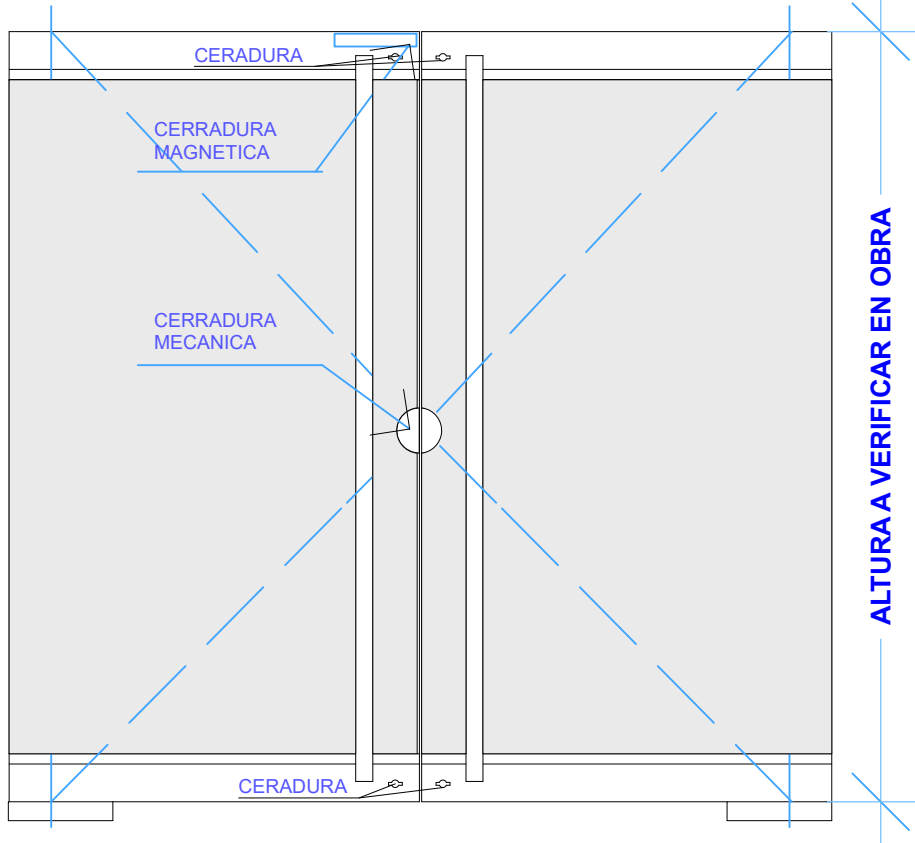 CERADURA
CERRADURA
MAGNETICA
CERRADURA
MECANICA
CERADURA
ALTURA A VERIFICAR EN OBRA